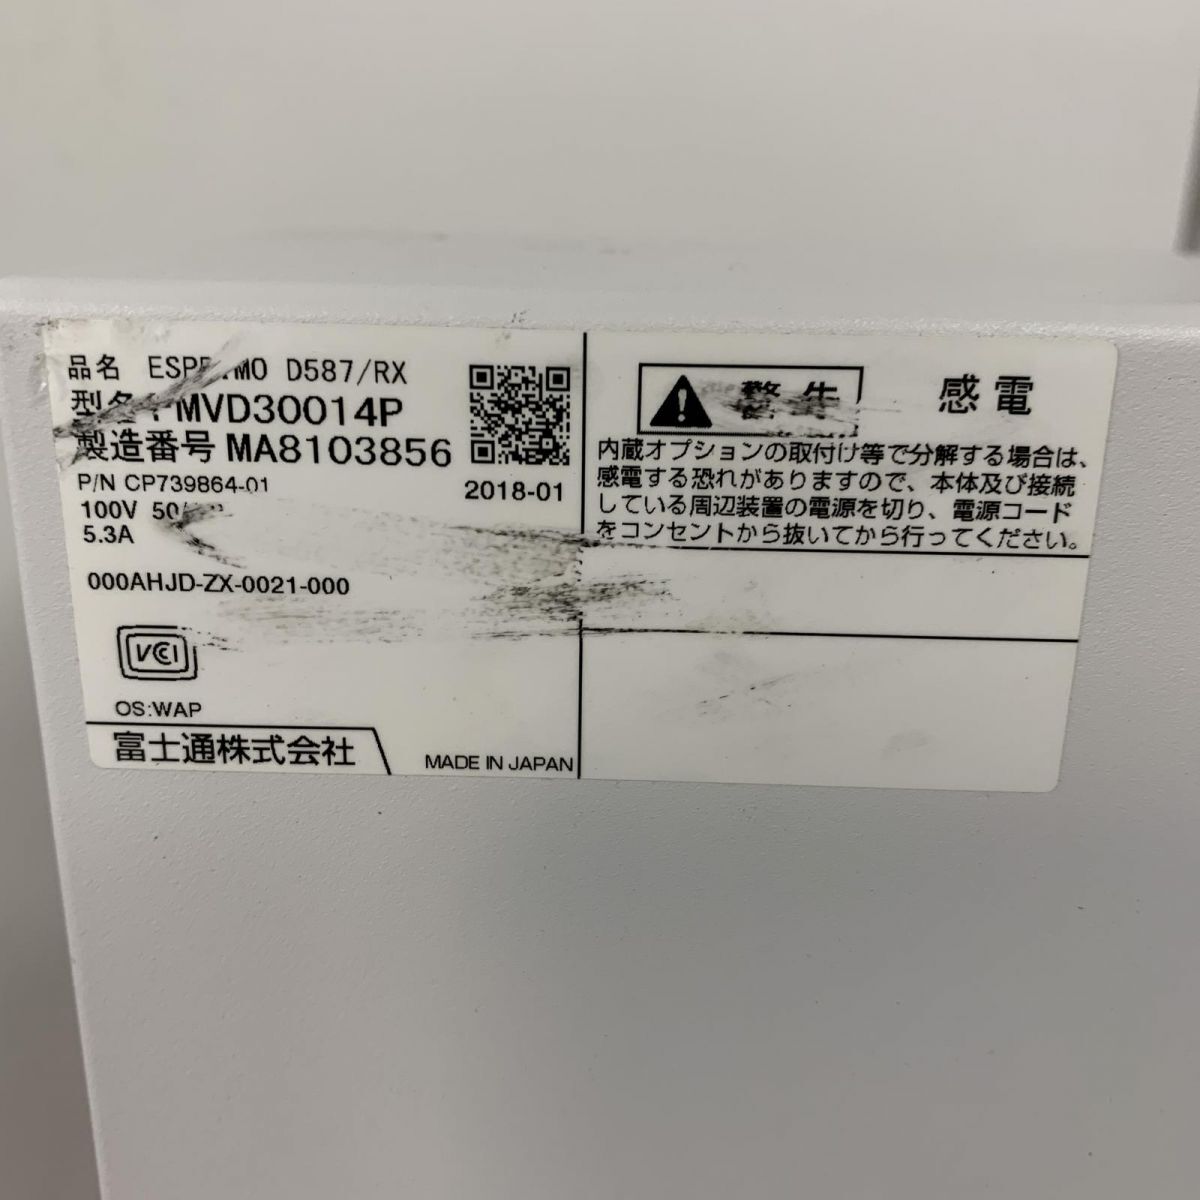 品名 D587/RX
型名 MVD30014P
製造番号 MA8103856
P/N CP739864-01
2018-01
100V
5.3A
000AHJD-ZX-0021-000
VCCI
OS:WAP
富士通株式会社
MADE IN JAPAN
警告 感電
内蔵オプションの取付け等で分解する場合は、
感電する恐れがありますので、本体及び接続
している周辺装置の電源を切り、電源コード
をコンセントから抜いてから行ってください。